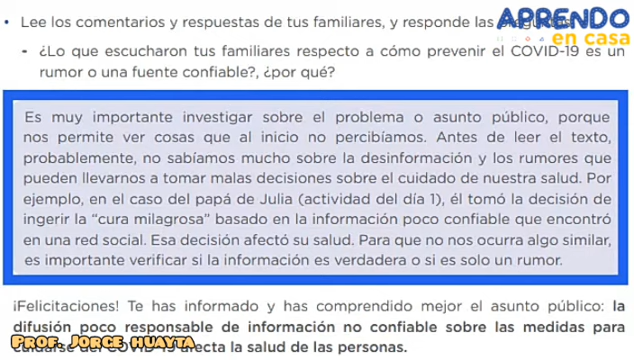 • Lee los comentarios y respuestas de tus familiares, y responde las
APRENDO
en casa
- ¿Lo que escucharon tus familiares respecto a cómo prevenir el COVID-19 es un
rumor o una fuente confiable?, ¿por qué?
Es muy importante investigar sobre el problema o asunto público, porque
nos permite ver cosas que al inicio no percibíamos. Antes de leer el texto,
probablemente, no sabíamos mucho sobre la desinformación y los rumores que
pueden llevarnos a tomar malas decisiones sobre el cuidado de nuestra salud. Por
ejemplo, en el caso del papá de Julia (actividad del día 1), él tomó la decisión de
ingerir la “cura milagrosa” basado en la información poco confiable que encontró
en una red social. Esa decisión afectó su salud. Para que no nos ocurra algo similar,
es importante verificar si la información es verdadera o si es solo un rumor.
¡Felicitaciones! Te has informado y has comprendido mejor el asunto público: la
difusión poco responsable de información no confiable sobre las medidas para
Prof. Jorge huayta
afecta la salud de las personas.